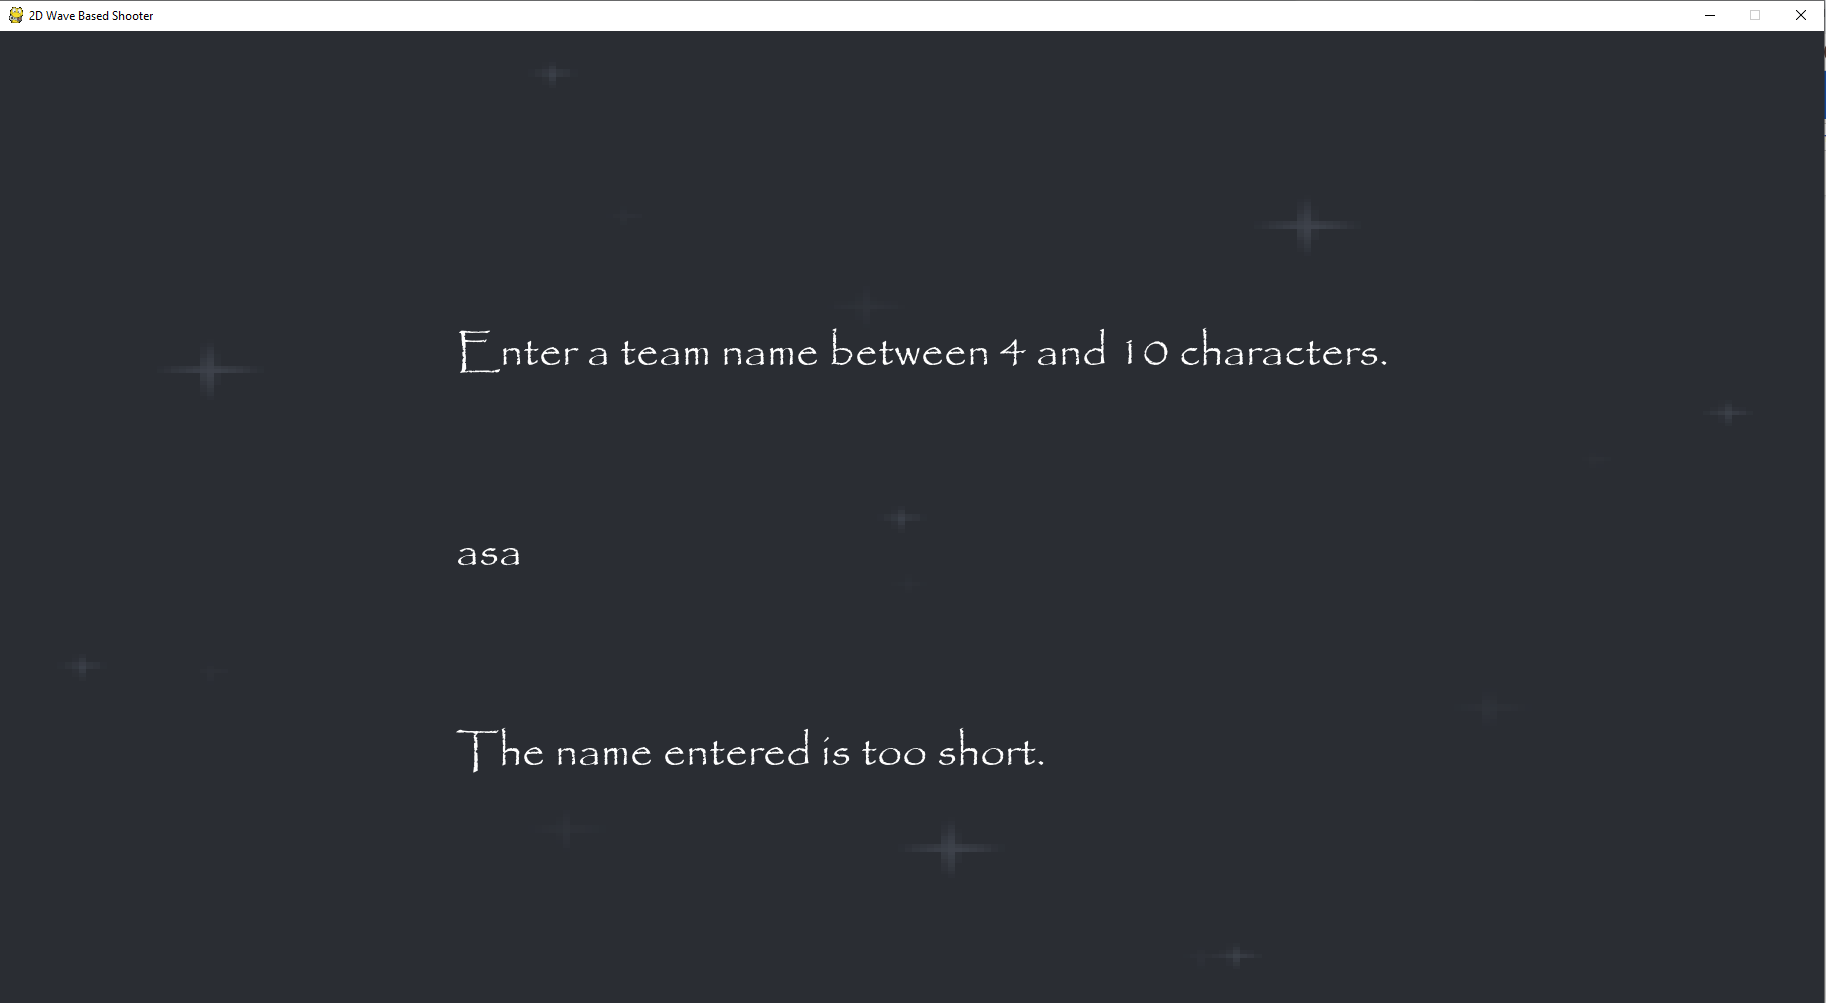 2D Wave Based Shooter
Enter a team name between 4 and 10 characters.
asa
The name entered is too short.